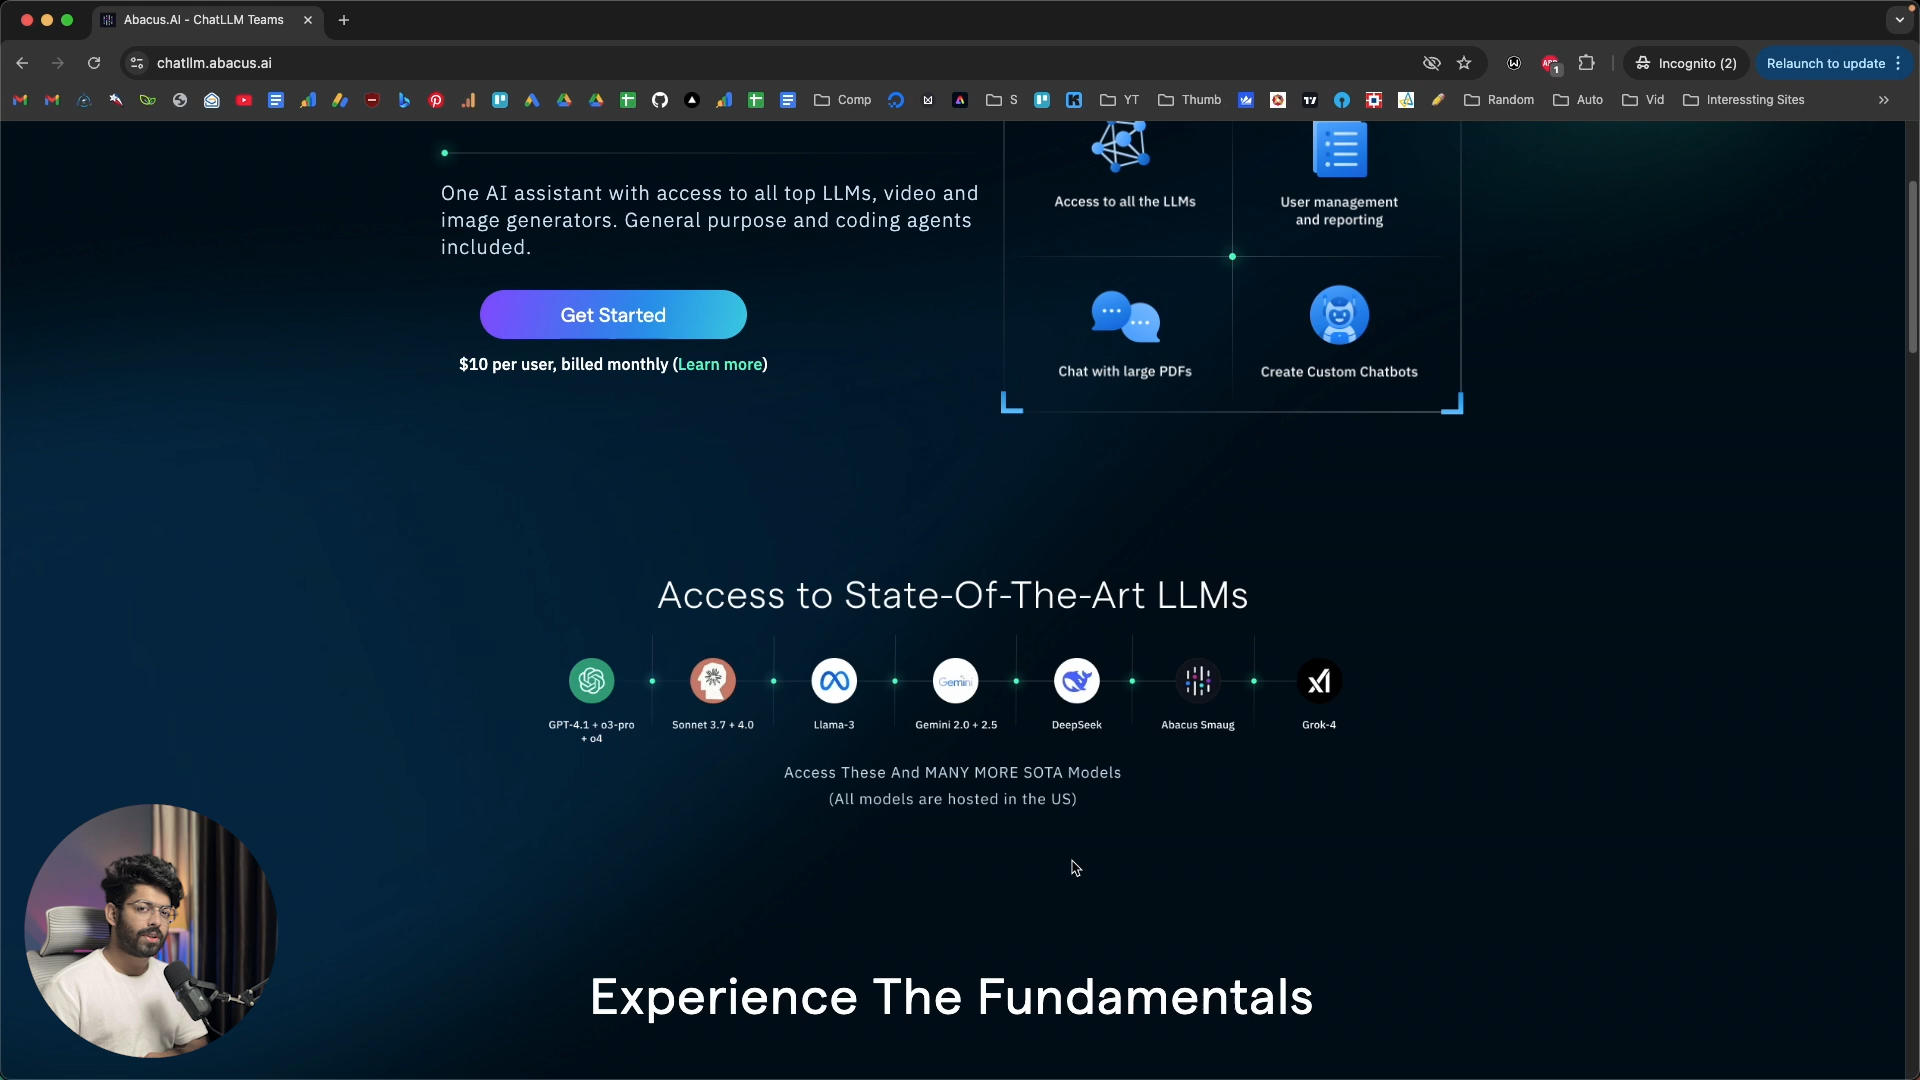 Abacus.AI - ChatLLM Teams
chatllm.abacus.ai
Incognito (2)
Relaunch to update
Comp
S
YT
Thumb
Random
Auto
Vid
Interessting Sites
One AI assistant with access to all top LLMs, video and
image generators. General purpose and coding agents
included.
Get Started
$10 per user, billed monthly (Learn more)
Access to all the LLMs
User management
and reporting
Chat with large PDFs
Create Custom Chatbots
Access to State-Of-The-Art LLMs
Gemini
GPT-4.1 + o3-pro
+ o4
Sonnet 3.7 + 4.0
Llama-3
Gemini 2.0 + 2.5
DeepSeek
Abacus Smaug
Grok-4
Access These And MANY MORE SOTA Models
(All models are hosted in the US)
Experience The Fundamentals